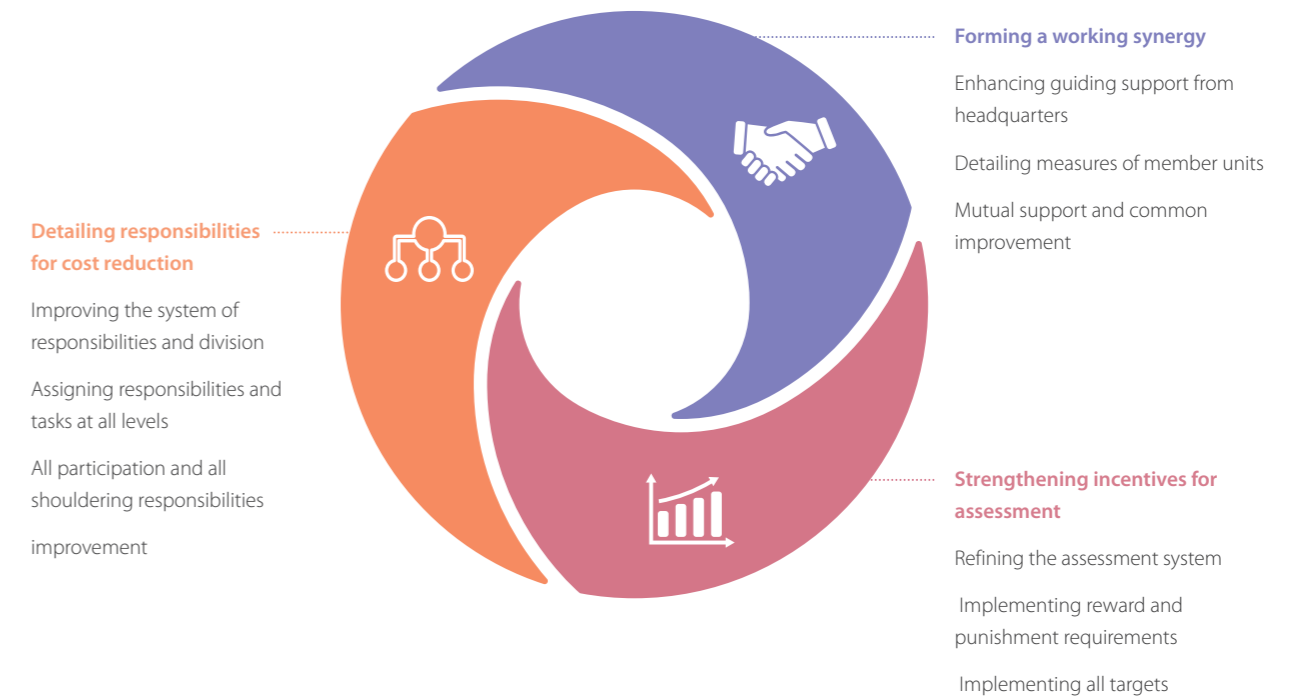 Forming a working synergy
Enhancing guiding support from
headquarters
Detailing measures of member units
Mutual support and common
improvement
Detailing responsibilities
for cost reduction
Improving the system of
responsibilities and division
Assigning responsibilities and
tasks at all levels
All participation and all
shouldering responsibilities
improvement
Strengthening incentives for
assessment
Refining the assessment system
Implementing reward and
punishment requirements
Implementing all targets